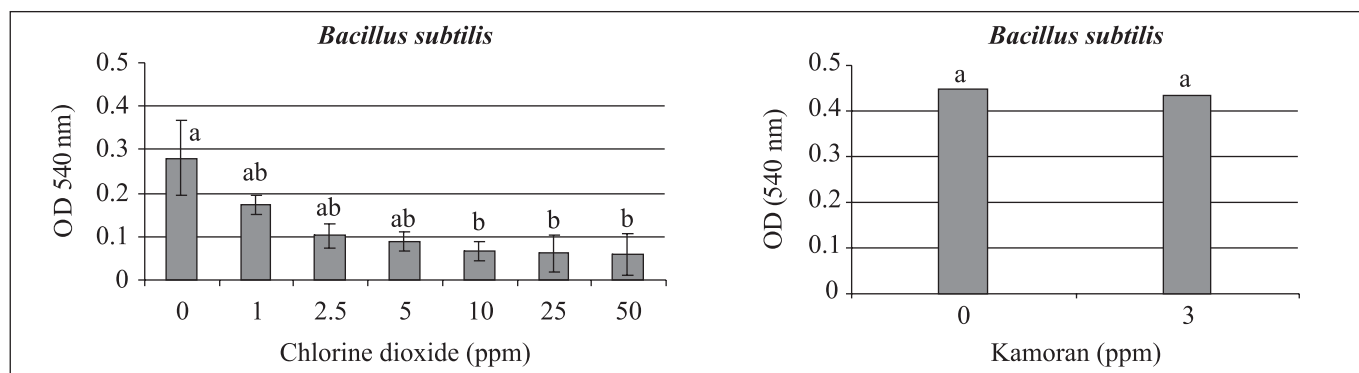 Bacillus subtilis
OD 540 nm
0.5
0.4
0.3
0.2
0.1
0
a
ab
ab
ab
b
b
b
0 1 2.5 5 10 25 50
Chlorine dioxide (ppm)
Bacillus subtilis
OD (540 nm)
0.5
0.4
0.3
0.2
0.1
0
a
a
0 3
Kamoran (ppm)